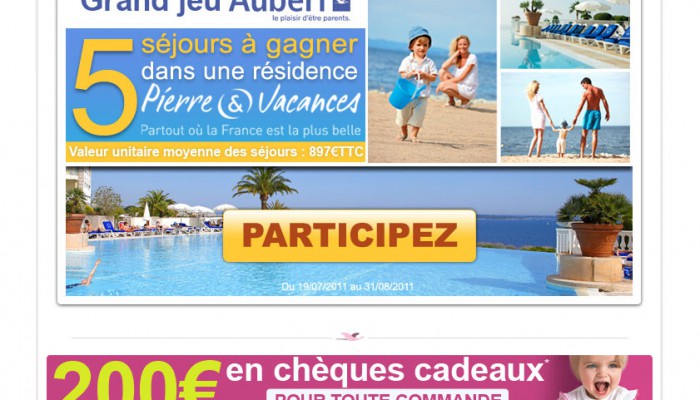 Grand jeu Aubert
le plaisir d'être parents.
5 séjours à gagner
dans une résidence
Pierre & Vacances
Partout où la France est la plus belle
Valeur unitaire moyenne des séjours : 897€TTC
PARTICIPEZ
Du 19/07/2011 au 31/08/2011
200€ en chèques cadeaux*
POUR TOUTE COMMANDE